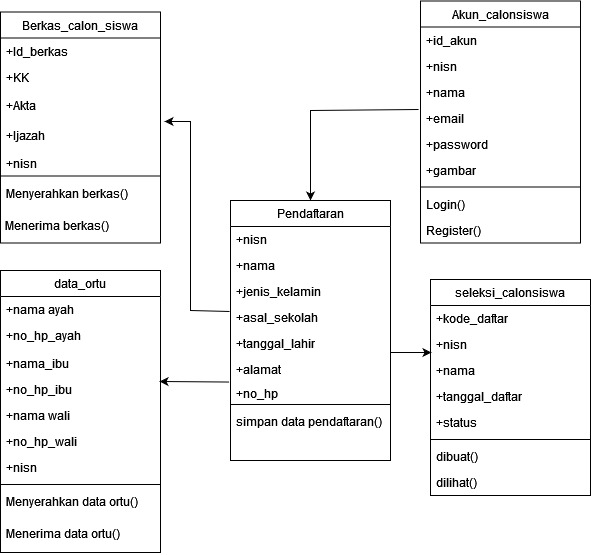 Berkas_calon_siswa
+Id_berkas
+KK
+Akta
+Ijazah
+nisn
Menyerahkan berkas()
Menerima berkas()
Akun_calonsiswa
+id_akun
+nisn
+nama
+email
+password
+gambar
Login()
Register()
Pendaftaran
+nisn
+nama
+jenis_kelamin
+asal_sekolah
+tanggal_lahir
+alamat
+no_hp
simpan data pendaftaran()
data_ortu
+nama ayah
+no_hp_ayah
+nama_ibu
+no_hp_ibu
+nama wali
+no_hp_wali
+nisn
Menyerahkan data ortu()
Menerima data ortu()
seleksi_calonsiswa
+kode_daftar
+nisn
+nama
+tanggal_daftar
+status
dibuat()
dilihat()